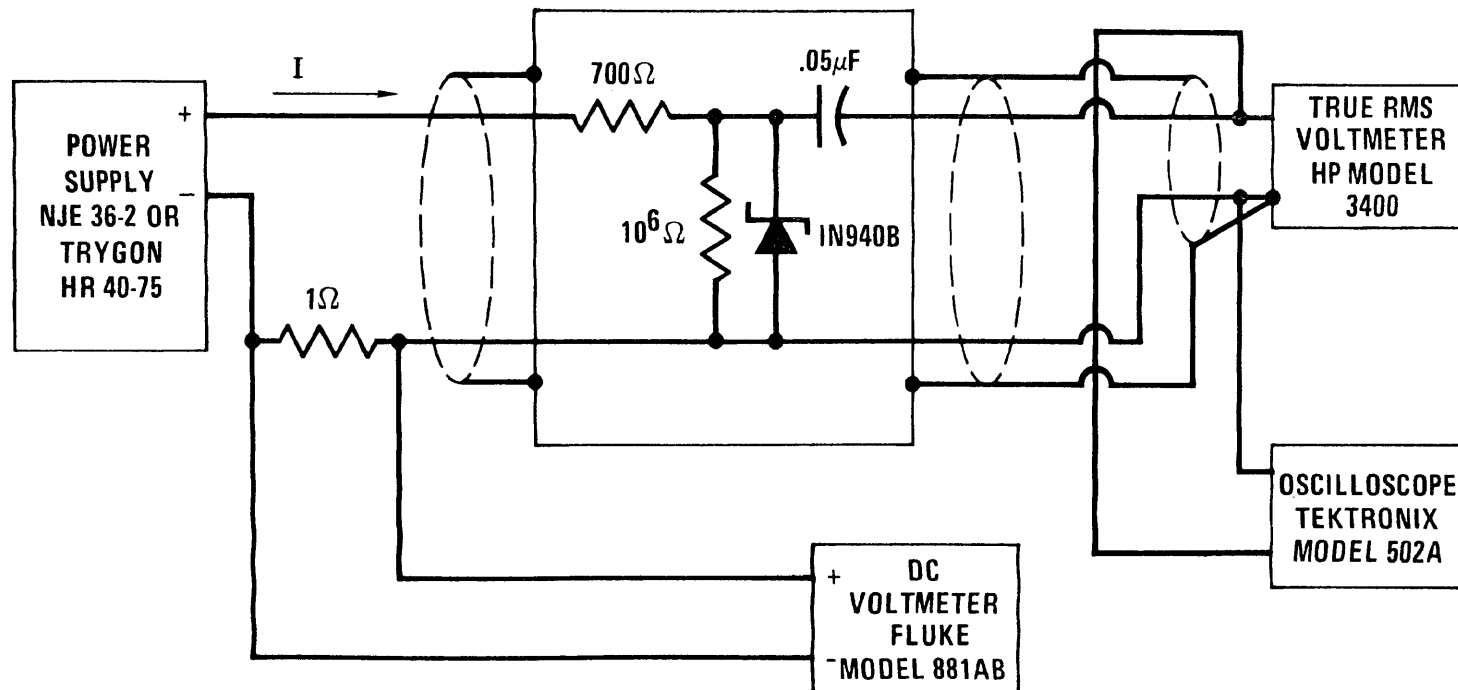 I
700Ω
.05µF
+
POWER
SUPPLY
NJE 36-2 OR
TRYGON
HR 40-75
−
TRUE RMS
VOLTMETER
HP MODEL
3400
10⁶Ω
IN940B
1Ω
OSCILLOSCOPE
TEKTRONIX
MODEL 502A
+
DC
VOLTMETER
FLUKE
MODEL 881AB
−